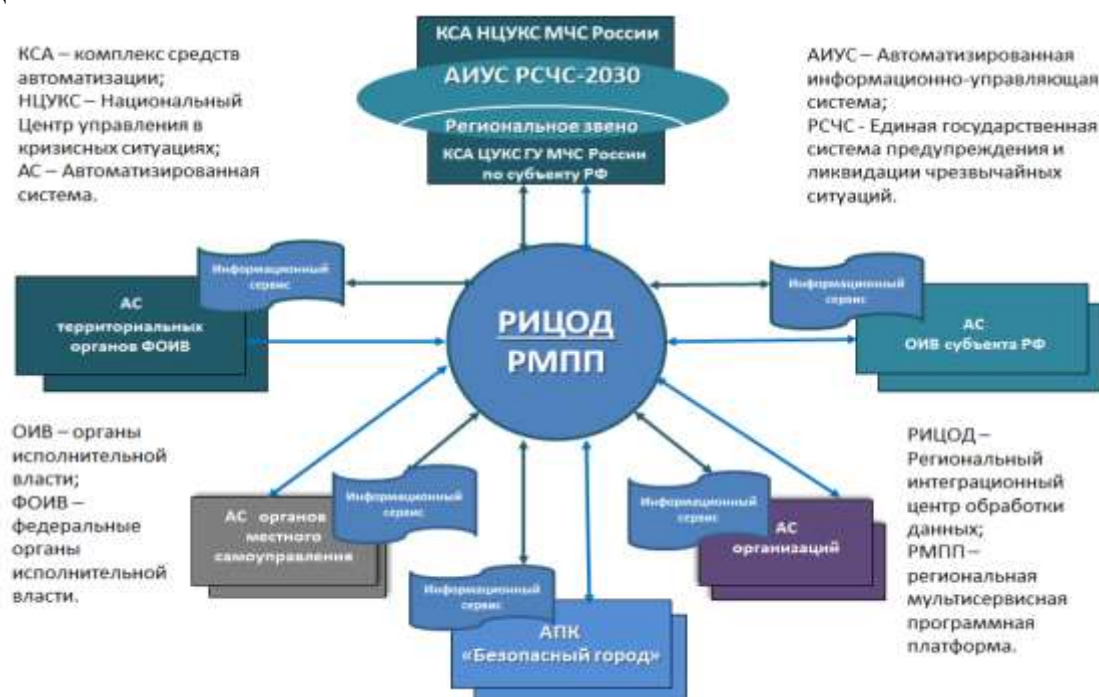 КСА НЦУКС МЧС России
АИУС РСЧС-2030
Региональное звено
КСА ЦУКС ГУ МЧС России
по субъекту РФ
КСА – комплекс средств
автоматизации;
НЦУКС – Национальный
Центр управления в
кризисных ситуациях;
АС – Автоматизированная
система.
АИУС – Автоматизированная
информационно-управляющая
система;
РСЧС - Единая государственная
система предупреждения и
ликвидации чрезвычайных
ситуаций.
Информационный
сервис
АС
территориальных
органов ФОИВ
РИЦОД
РМПП
Информационный
сервис
АС
ОИВ субъекта РФ
ОИВ – органы
исполнительной
власти;
ФОИВ –
федеральные
органы
исполнительной
власти.
Информационный
сервис
АС органов
местного
самоуправления
Информационный
сервис
АПК
«Безопасный город»
Информационный
сервис
АС
организаций
РИЦОД –
Региональный
интеграционный
центр обработки
данных;
РМПП –
региональная
мультисервисная
программная
платформа.